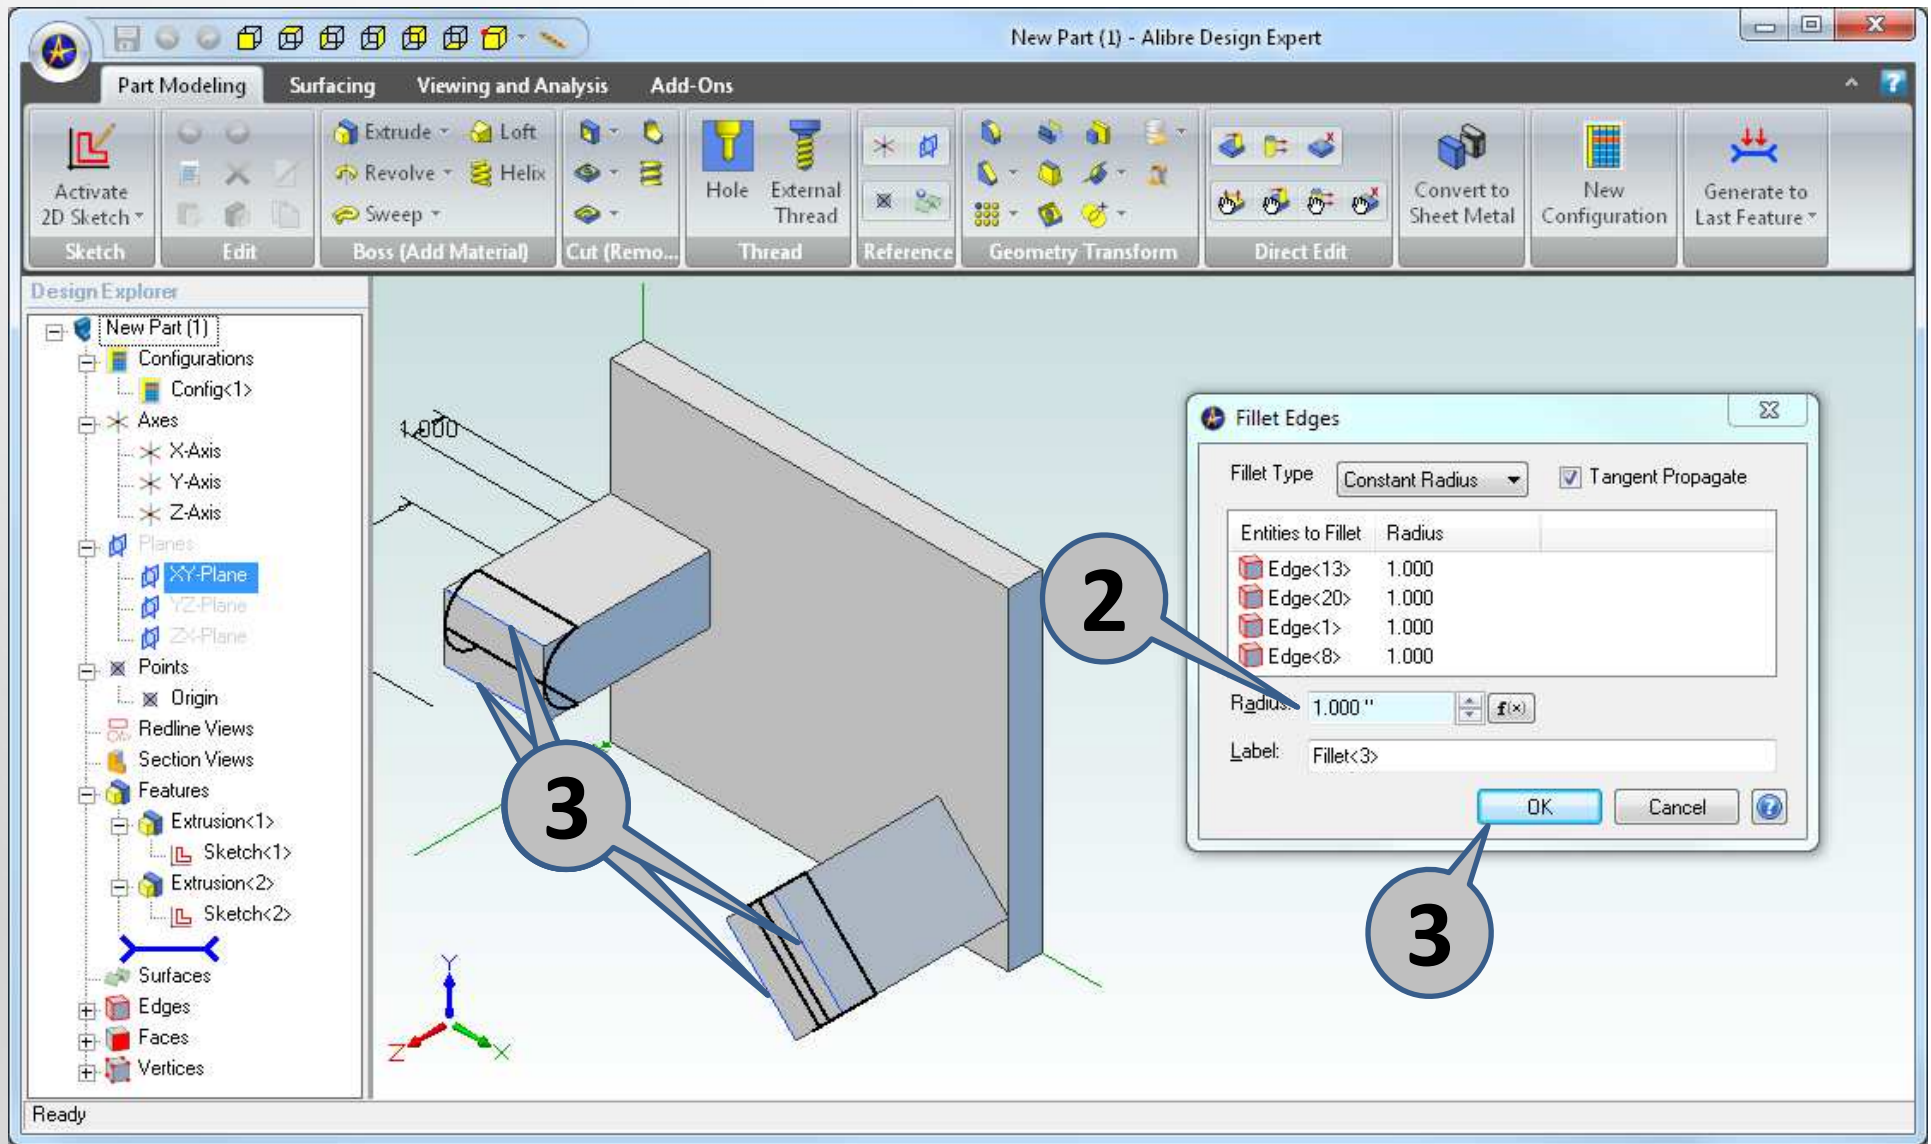 New Part (1) - Alibre Design Expert
Part Modeling Surfacing Viewing and Analysis Add-Ons
Activate
2D Sketch
Sketch
Edit
Extrude Loft
Revolve Helix
Sweep
Boss (Add Material)
Cut (Remo...
Hole External
Thread
Thread
Reference
Geometry Transform
Direct Edit
Convert to
Sheet Metal
New
Configuration
Generate to
Last Feature
Design Explorer
New Part (1)
Configurations
Config<1>
Axes
X-Axis
Y-Axis
Z-Axis
Planes
XY-Plane
YZ-Plane
ZX-Plane
Points
Origin
Redline Views
Section Views
Features
Extrusion<1>
Sketch<1>
Extrusion<2>
Sketch<2>
Surfaces
Edges
Faces
Vertices
Ready
1.000
Y
Z
X
3
2
Fillet Edges
Fillet Type Constant Radius Tangent Propagate
Entities to Fillet Radius
Edge<13> 1.000
Edge<20> 1.000
Edge<1> 1.000
Edge<8> 1.000
Radius: 1.000 " f(x)
Label: Fillet<3>
OK Cancel ?
3